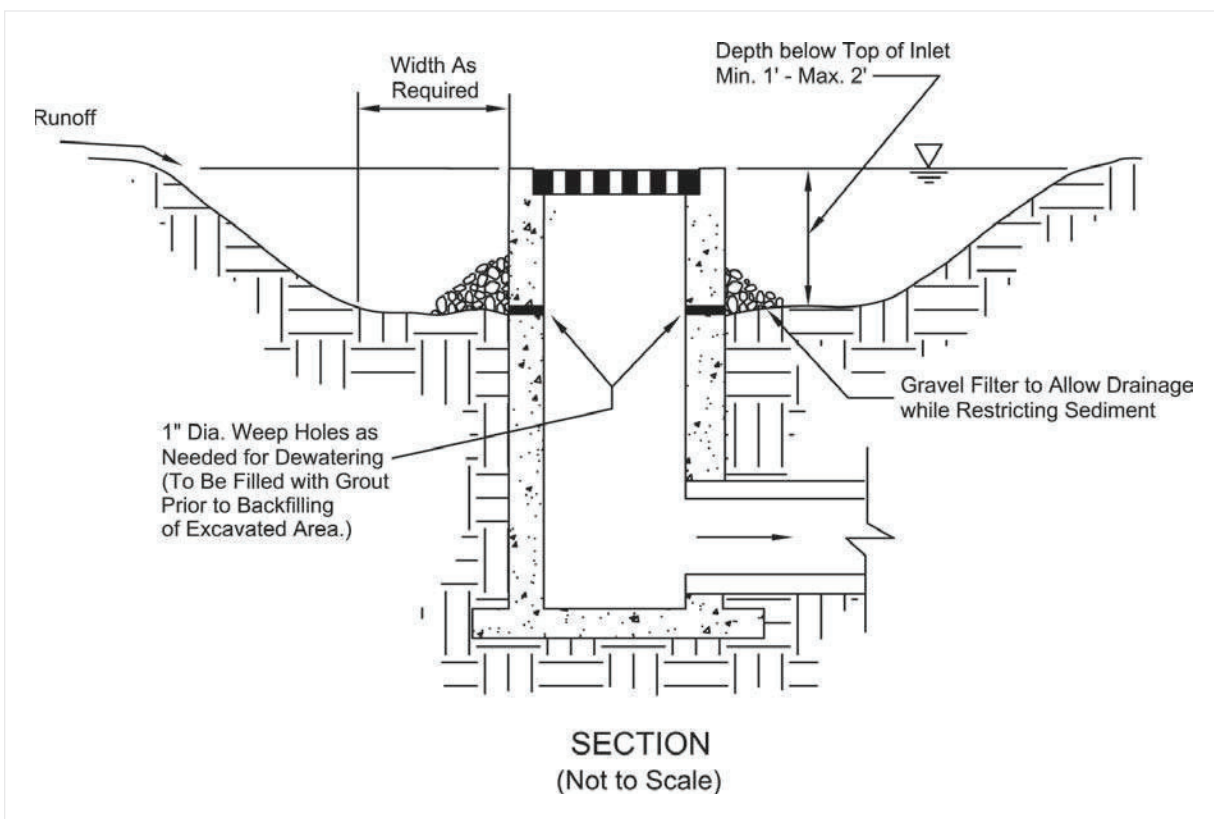 Depth below Top of Inlet
Min. 1' - Max. 2'
Width As
Required
Runoff
Gravel Filter to Allow Drainage
while Restricting Sediment
1" Dia. Weep Holes as
Needed for Dewatering
(To Be Filled with Grout
Prior to Backfilling
of Excavated Area.)
SECTION
(Not to Scale)